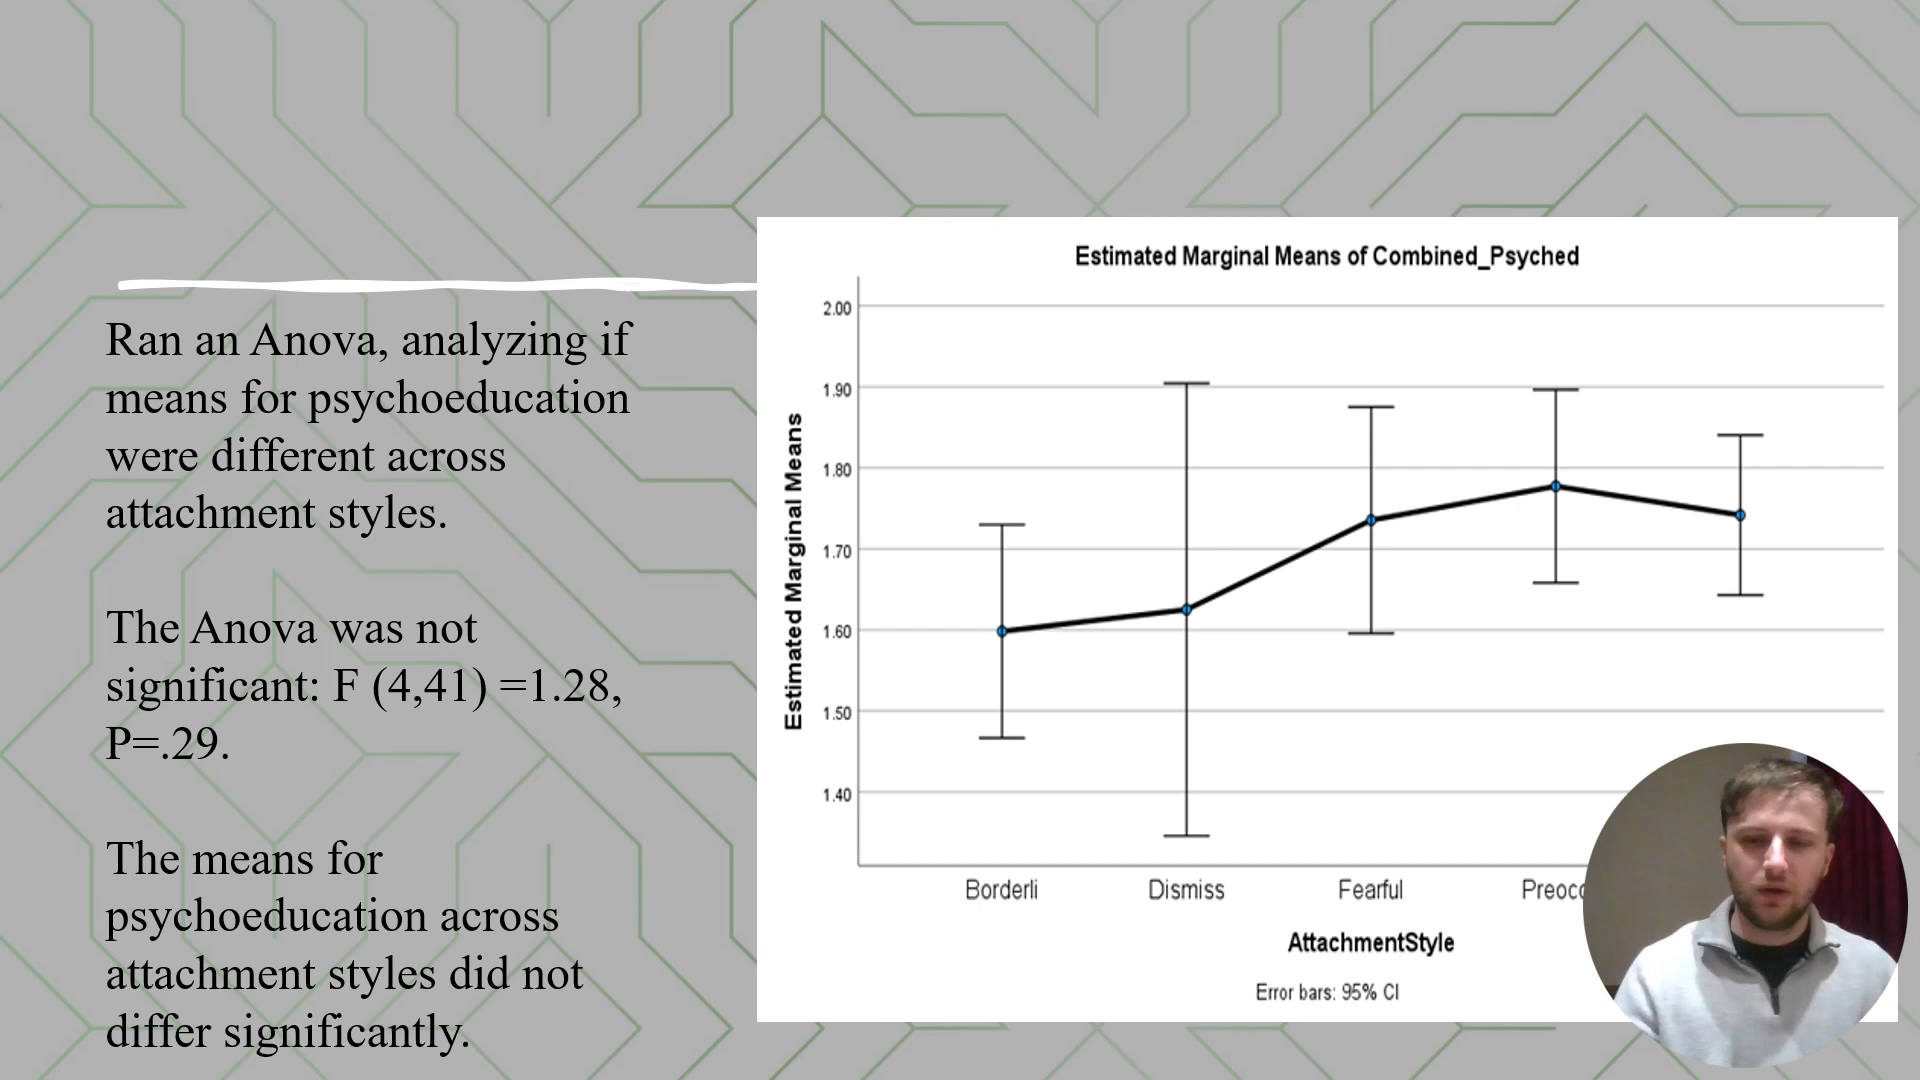 Ran an Anova, analyzing if
means for psychoeducation
were different across
attachment styles.
The Anova was not
significant: F (4,41) =1.28,
P=.29.
The means for
psychoeducation across
attachment styles did not
differ significantly.
Estimated Marginal Means of Combined_Psyched
Estimated Marginal Means
2.00
1.90
1.80
1.70
1.60
1.50
1.40
Borderli
Dismiss
Fearful
AttachmentStyle
Error bars: 95% CI